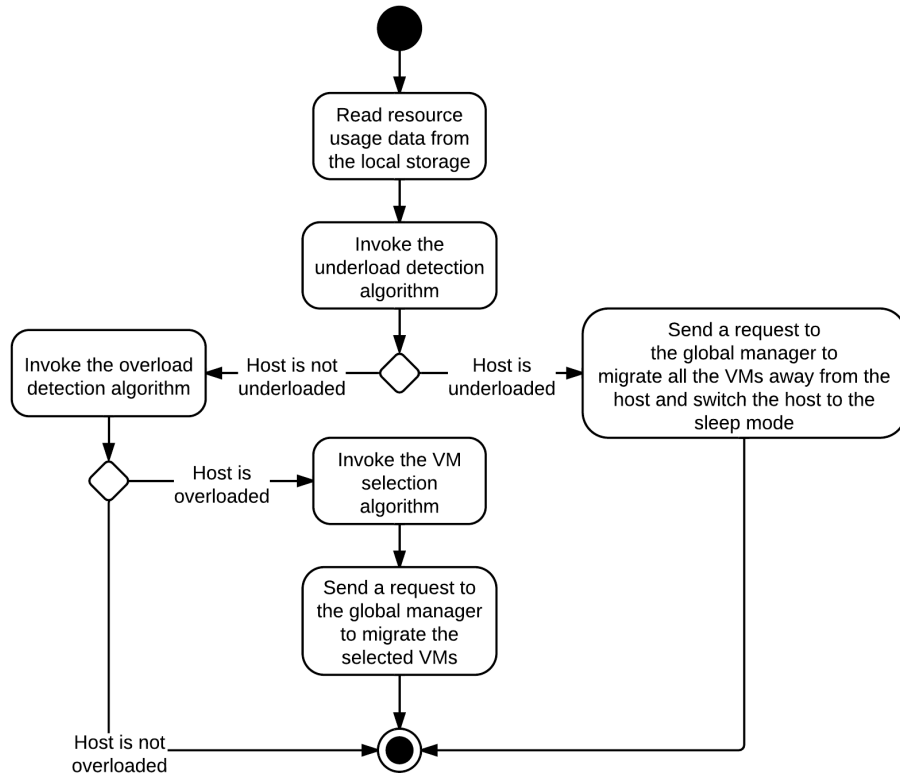 Read resource
usage data from
the local storage
Invoke the
underload detection
algorithm
Host is not
underloaded
Host is
underloaded
Send a request to
the global manager to
migrate all the VMs away from the
host and switch the host to the
sleep mode
Invoke the overload
detection algorithm
Host is
overloaded
Invoke the VM
selection
algorithm
Send a request to
the global manager
to migrate the
selected VMs
Host is not
overloaded